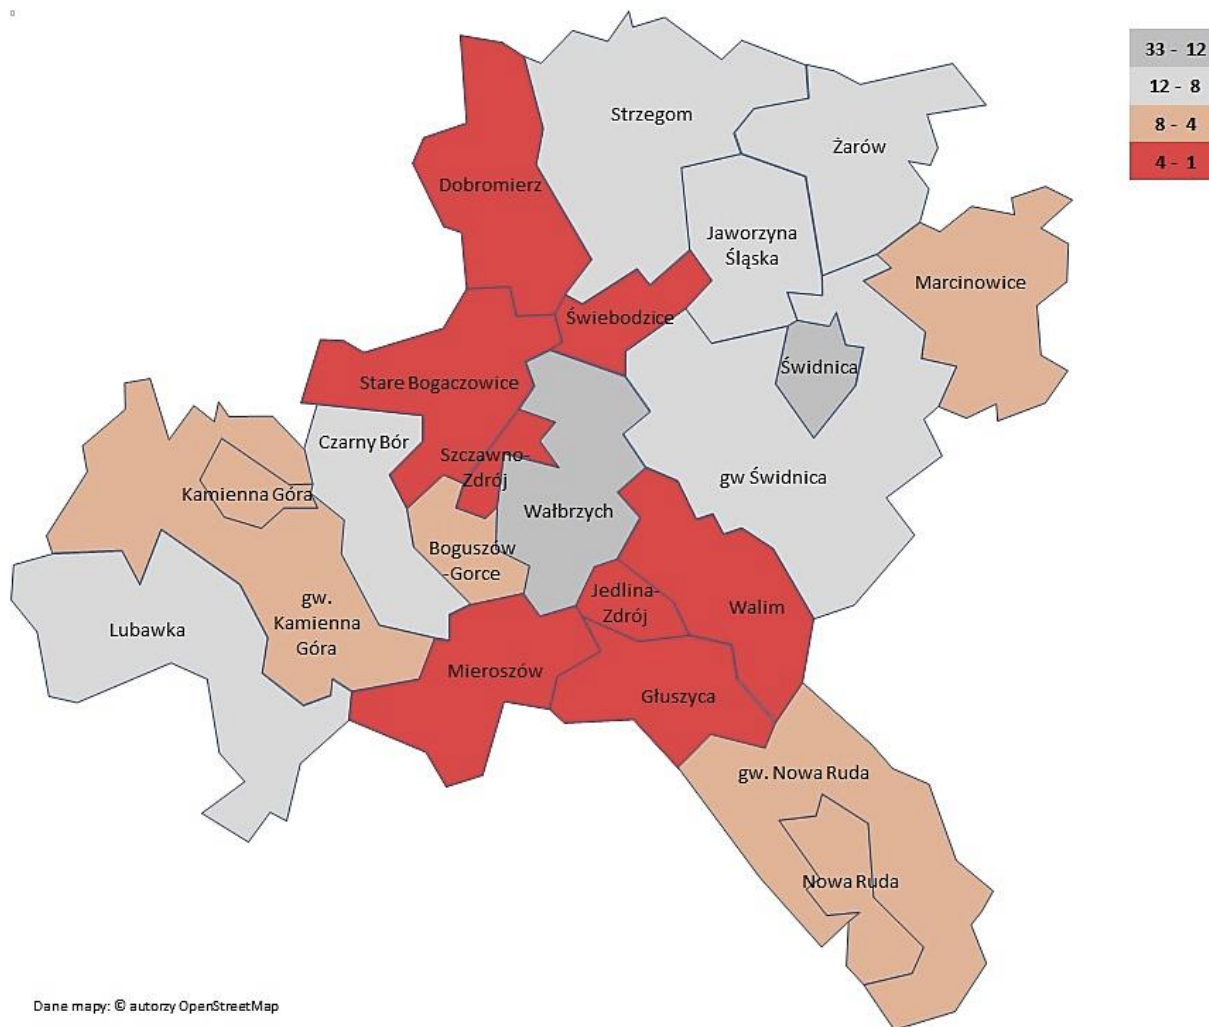 33 - 12
12 - 8
8 - 4
4 - 1
Strzegom
Żarów
Dobromierz
Jaworzyna
Śląska
Marcinowice
Świebodzice
Świdnica
Stare Bogaczowice
Czarny Bór
Szczawno-
Zdrój
gw Świdnica
Kamienna Góra
Wałbrzych
Boguszów
-Gorce
Jedlina-
Zdrój
Walim
gw.
Kamienna
Góra
Lubawka
Mieroszów
Głuszyca
gw. Nowa Ruda
Nowa Ruda
Dane mapy: © autorzy OpenStreetMap